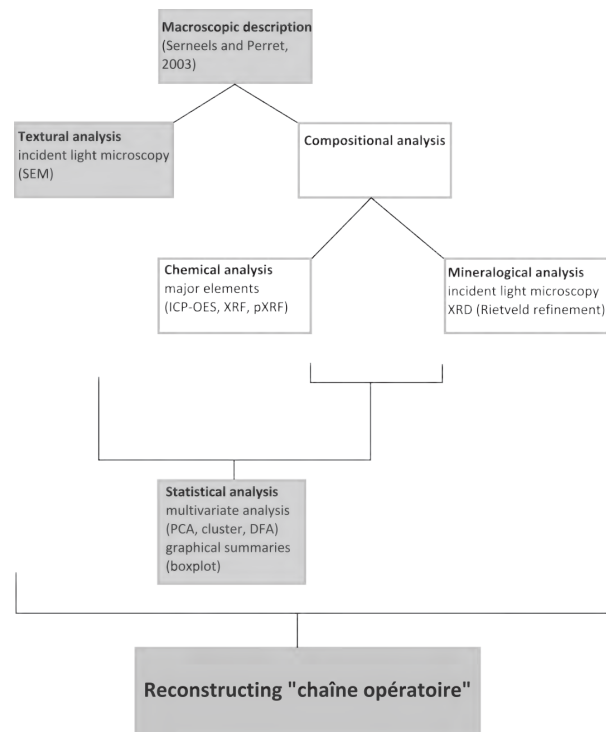 Macroscopic description
(Serneels and Perret,
2003)
Textural analysis
incident light microscopy
(SEM)
Compositional analysis
Chemical analysis
major elements
(ICP-OES, XRF, pXRF)
Mineralogical analysis
incident light microscopy
XRD (Rietveld refinement)
Statistical analysis
multivariate analysis
(PCA, cluster, DFA)
graphical summaries
(boxplot)
Reconstructing "chaîne opératoire"